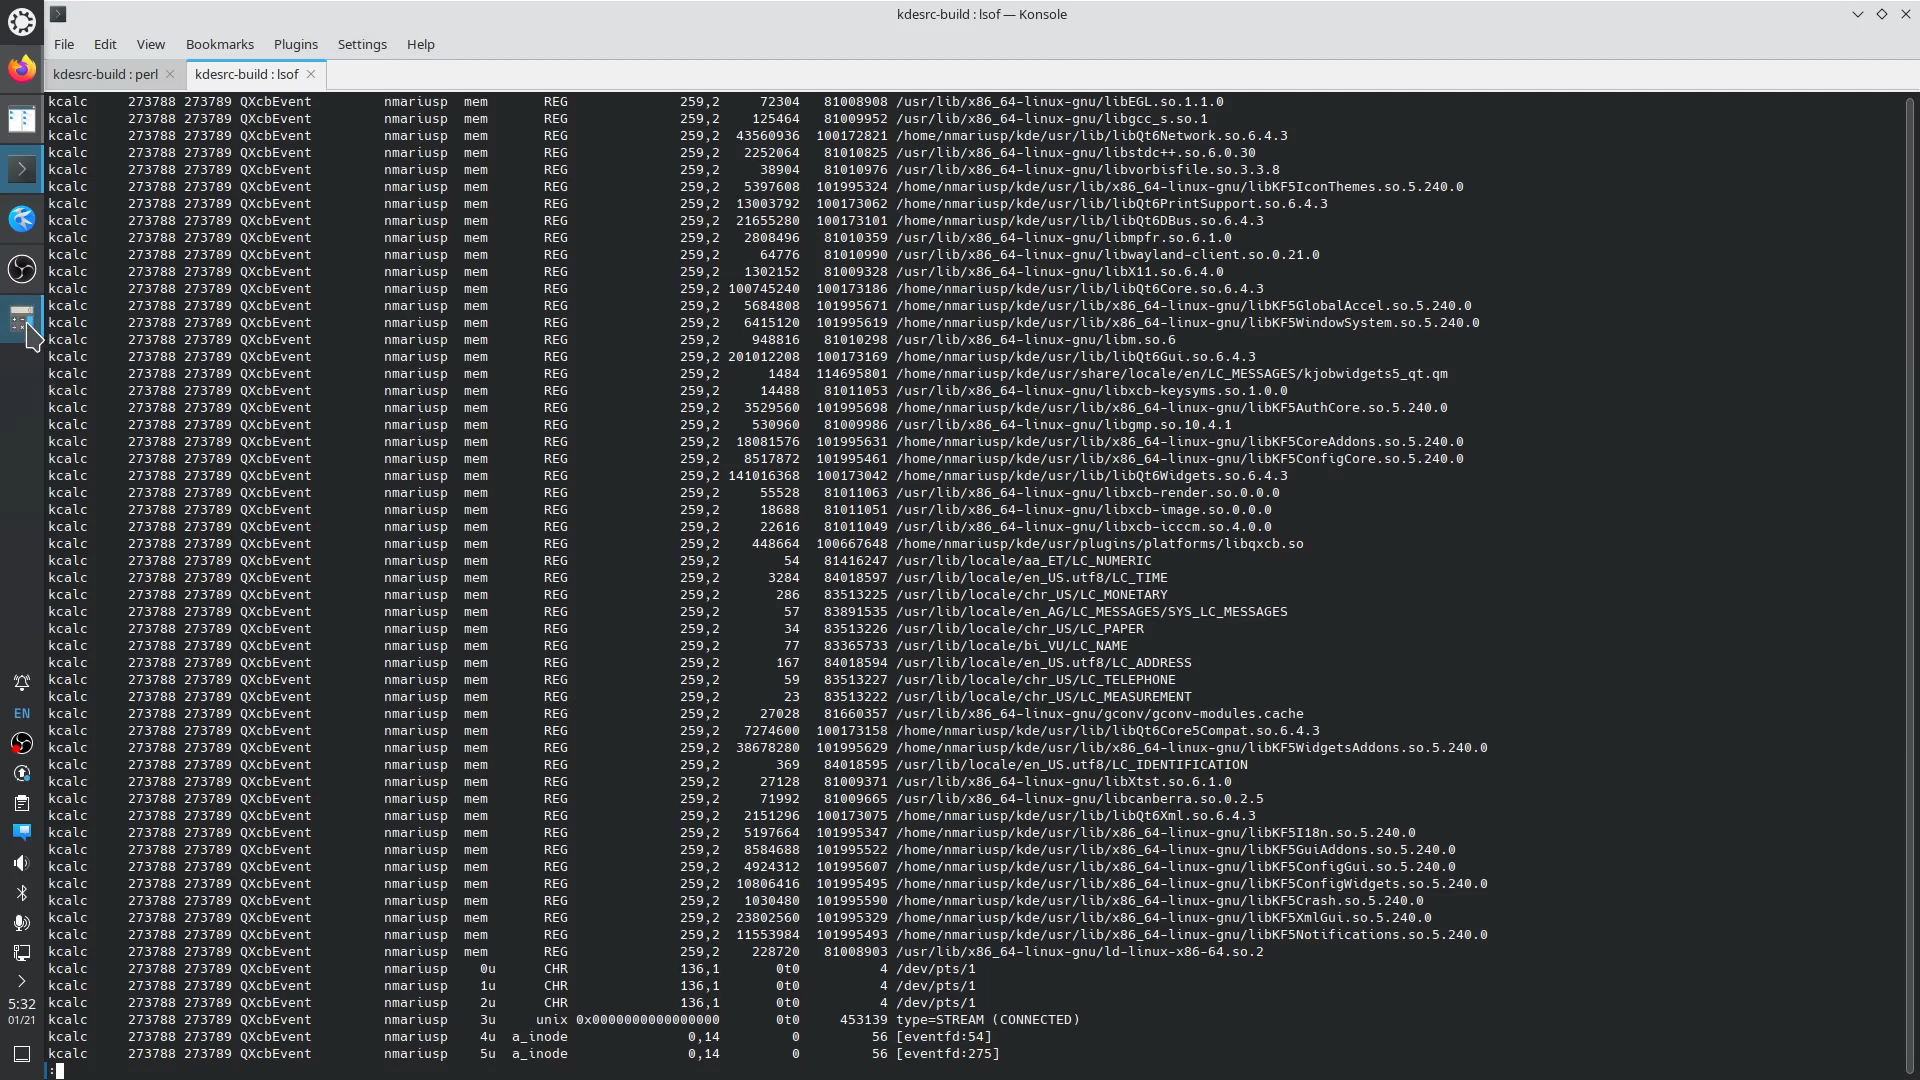 kdesrc-build : lsof — Konsole
File Edit View Bookmarks Plugins Settings Help
kdesrc-build : perl kdesrc-build : lsof
kcalc 273788 273789 QXcbEvent nmariusp mem REG 259,2 72304 81008908 /usr/lib/x86_64-linux-gnu/libEGL.so.1.1.0
kcalc 273788 273789 QXcbEvent nmariusp mem REG 259,2 125464 81009952 /usr/lib/x86_64-linux-gnu/libgcc_s.so.1
kcalc 273788 273789 QXcbEvent nmariusp mem REG 259,2 43560936 100172821 /home/nmariusp/kde/usr/lib/libQt6Network.so.6.4.3
kcalc 273788 273789 QXcbEvent nmariusp mem REG 259,2 2252064 81010825 /usr/lib/x86_64-linux-gnu/libstdc++.so.6.0.30
kcalc 273788 273789 QXcbEvent nmariusp mem REG 259,2 38904 81010976 /usr/lib/x86_64-linux-gnu/libvorbisfile.so.3.3.8
kcalc 273788 273789 QXcbEvent nmariusp mem REG 259,2 5397608 101995324 /home/nmariusp/kde/usr/lib/x86_64-linux-gnu/libKF5IconThemes.so.5.240.0
kcalc 273788 273789 QXcbEvent nmariusp mem REG 259,2 13003792 100173062 /home/nmariusp/kde/usr/lib/libQt6PrintSupport.so.6.4.3
kcalc 273788 273789 QXcbEvent nmariusp mem REG 259,2 21655280 100173101 /home/nmariusp/kde/usr/lib/libQt6DBus.so.6.4.3
kcalc 273788 273789 QXcbEvent nmariusp mem REG 259,2 2808496 81010359 /usr/lib/x86_64-linux-gnu/libmpfr.so.6.1.0
kcalc 273788 273789 QXcbEvent nmariusp mem REG 259,2 64776 81010990 /usr/lib/x86_64-linux-gnu/libwayland-client.so.0.21.0
kcalc 273788 273789 QXcbEvent nmariusp mem REG 259,2 1302152 81009328 /usr/lib/x86_64-linux-gnu/libX11.so.6.4.0
kcalc 273788 273789 QXcbEvent nmariusp mem REG 259,2 100745240 100173186 /home/nmariusp/kde/usr/lib/libQt6Core.so.6.4.3
kcalc 273788 273789 QXcbEvent nmariusp mem REG 259,2 5684808 101995671 /home/nmariusp/kde/usr/lib/x86_64-linux-gnu/libKF5GlobalAccel.so.5.240.0
kcalc 273788 273789 QXcbEvent nmariusp mem REG 259,2 6415120 101995619 /home/nmariusp/kde/usr/lib/x86_64-linux-gnu/libKF5WindowSystem.so.5.240.0
kcalc 273788 273789 QXcbEvent nmariusp mem REG 259,2 948816 81010298 /usr/lib/x86_64-linux-gnu/libm.so.6
kcalc 273788 273789 QXcbEvent nmariusp mem REG 259,2 201012208 100173169 /home/nmariusp/kde/usr/lib/libQt6Gui.so.6.4.3
kcalc 273788 273789 QXcbEvent nmariusp mem REG 259,2 1484 114695801 /home/nmariusp/kde/usr/share/locale/en/LC_MESSAGES/kjobwidgets5_qt.qm
kcalc 273788 273789 QXcbEvent nmariusp mem REG 259,2 14488 81011053 /usr/lib/x86_64-linux-gnu/libxcb-keysyms.so.1.0.0
kcalc 273788 273789 QXcbEvent nmariusp mem REG 259,2 3529560 101995698 /home/nmariusp/kde/usr/lib/x86_64-linux-gnu/libKF5AuthCore.so.5.240.0
kcalc 273788 273789 QXcbEvent nmariusp mem REG 259,2 530960 81009986 /usr/lib/x86_64-linux-gnu/libgmp.so.10.4.1
kcalc 273788 273789 QXcbEvent nmariusp mem REG 259,2 18081576 101995631 /home/nmariusp/kde/usr/lib/x86_64-linux-gnu/libKF5CoreAddons.so.5.240.0
kcalc 273788 273789 QXcbEvent nmariusp mem REG 259,2 8517872 101995461 /home/nmariusp/kde/usr/lib/x86_64-linux-gnu/libKF5ConfigCore.so.5.240.0
kcalc 273788 273789 QXcbEvent nmariusp mem REG 259,2 141016368 100173042 /home/nmariusp/kde/usr/lib/libQt6Widgets.so.6.4.3
kcalc 273788 273789 QXcbEvent nmariusp mem REG 259,2 55528 81011063 /usr/lib/x86_64-linux-gnu/libxcb-render.so.0.0.0
kcalc 273788 273789 QXcbEvent nmariusp mem REG 259,2 18688 81011051 /usr/lib/x86_64-linux-gnu/libxcb-image.so.0.0.0
kcalc 273788 273789 QXcbEvent nmariusp mem REG 259,2 22616 81011049 /usr/lib/x86_64-linux-gnu/libxcb-icccm.so.4.0.0
kcalc 273788 273789 QXcbEvent nmariusp mem REG 259,2 448664 100667648 /home/nmariusp/kde/usr/plugins/platforms/libqxcb.so
kcalc 273788 273789 QXcbEvent nmariusp mem REG 259,2 54 81416247 /usr/lib/locale/aa_ET/LC_NUMERIC
kcalc 273788 273789 QXcbEvent nmariusp mem REG 259,2 3284 84018597 /usr/lib/locale/en_US.utf8/LC_TIME
kcalc 273788 273789 QXcbEvent nmariusp mem REG 259,2 286 83513225 /usr/lib/locale/chr_US/LC_MONETARY
kcalc 273788 273789 QXcbEvent nmariusp mem REG 259,2 57 83891535 /usr/lib/locale/en_AG/LC_MESSAGES/SYS_LC_MESSAGES
kcalc 273788 273789 QXcbEvent nmariusp mem REG 259,2 34 83513226 /usr/lib/locale/chr_US/LC_PAPER
kcalc 273788 273789 QXcbEvent nmariusp mem REG 259,2 77 83365733 /usr/lib/locale/bi_VU/LC_NAME
kcalc 273788 273789 QXcbEvent nmariusp mem REG 259,2 167 84018594 /usr/lib/locale/en_US.utf8/LC_ADDRESS
kcalc 273788 273789 QXcbEvent nmariusp mem REG 259,2 59 83513227 /usr/lib/locale/chr_US/LC_TELEPHONE
kcalc 273788 273789 QXcbEvent nmariusp mem REG 259,2 23 83513222 /usr/lib/locale/chr_US/LC_MEASUREMENT
kcalc 273788 273789 QXcbEvent nmariusp mem REG 259,2 27028 81660357 /usr/lib/x86_64-linux-gnu/gconv/gconv-modules.cache
kcalc 273788 273789 QXcbEvent nmariusp mem REG 259,2 7274600 100173158 /home/nmariusp/kde/usr/lib/libQt6Core5Compat.so.6.4.3
kcalc 273788 273789 QXcbEvent nmariusp mem REG 259,2 38678280 101995629 /home/nmariusp/kde/usr/lib/x86_64-linux-gnu/libKF5WidgetsAddons.so.5.240.0
kcalc 273788 273789 QXcbEvent nmariusp mem REG 259,2 369 84018595 /usr/lib/locale/en_US.utf8/LC_IDENTIFICATION
kcalc 273788 273789 QXcbEvent nmariusp mem REG 259,2 27128 81009371 /usr/lib/x86_64-linux-gnu/libXtst.so.6.1.0
kcalc 273788 273789 QXcbEvent nmariusp mem REG 259,2 71992 81009665 /usr/lib/x86_64-linux-gnu/libcanberra.so.0.2.5
kcalc 273788 273789 QXcbEvent nmariusp mem REG 259,2 2151296 100173075 /home/nmariusp/kde/usr/lib/libQt6Xml.so.6.4.3
kcalc 273788 273789 QXcbEvent nmariusp mem REG 259,2 5197664 101995347 /home/nmariusp/kde/usr/lib/x86_64-linux-gnu/libKF5I18n.so.5.240.0
kcalc 273788 273789 QXcbEvent nmariusp mem REG 259,2 8584688 101995522 /home/nmariusp/kde/usr/lib/x86_64-linux-gnu/libKF5GuiAddons.so.5.240.0
kcalc 273788 273789 QXcbEvent nmariusp mem REG 259,2 4924312 101995607 /home/nmariusp/kde/usr/lib/x86_64-linux-gnu/libKF5ConfigGui.so.5.240.0
kcalc 273788 273789 QXcbEvent nmariusp mem REG 259,2 10806416 101995495 /home/nmariusp/kde/usr/lib/x86_64-linux-gnu/libKF5ConfigWidgets.so.5.240.0
kcalc 273788 273789 QXcbEvent nmariusp mem REG 259,2 1030480 101995590 /home/nmariusp/kde/usr/lib/x86_64-linux-gnu/libKF5Crash.so.5.240.0
kcalc 273788 273789 QXcbEvent nmariusp mem REG 259,2 23802560 101995329 /home/nmariusp/kde/usr/lib/x86_64-linux-gnu/libKF5XmlGui.so.5.240.0
kcalc 273788 273789 QXcbEvent nmariusp mem REG 259,2 11553984 101995493 /home/nmariusp/kde/usr/lib/x86_64-linux-gnu/libKF5Notifications.so.5.240.0
kcalc 273788 273789 QXcbEvent nmariusp mem REG 259,2 228720 81008903 /usr/lib/x86_64-linux-gnu/ld-linux-x86-64.so.2
kcalc 273788 273789 QXcbEvent nmariusp 0u CHR 136,1 0t0 4 /dev/pts/1
kcalc 273788 273789 QXcbEvent nmariusp 1u CHR 136,1 0t0 4 /dev/pts/1
kcalc 273788 273789 QXcbEvent nmariusp 2u CHR 136,1 0t0 4 /dev/pts/1
kcalc 273788 273789 QXcbEvent nmariusp 3u unix 0x0000000000000000 0t0 453139 type=STREAM (CONNECTED)
kcalc 273788 273789 QXcbEvent nmariusp 4u a_inode 0,14 0 56 [eventfd:54]
kcalc 273788 273789 QXcbEvent nmariusp 5u a_inode 0,14 0 56 [eventfd:275]
:
EN
5:32
01/21